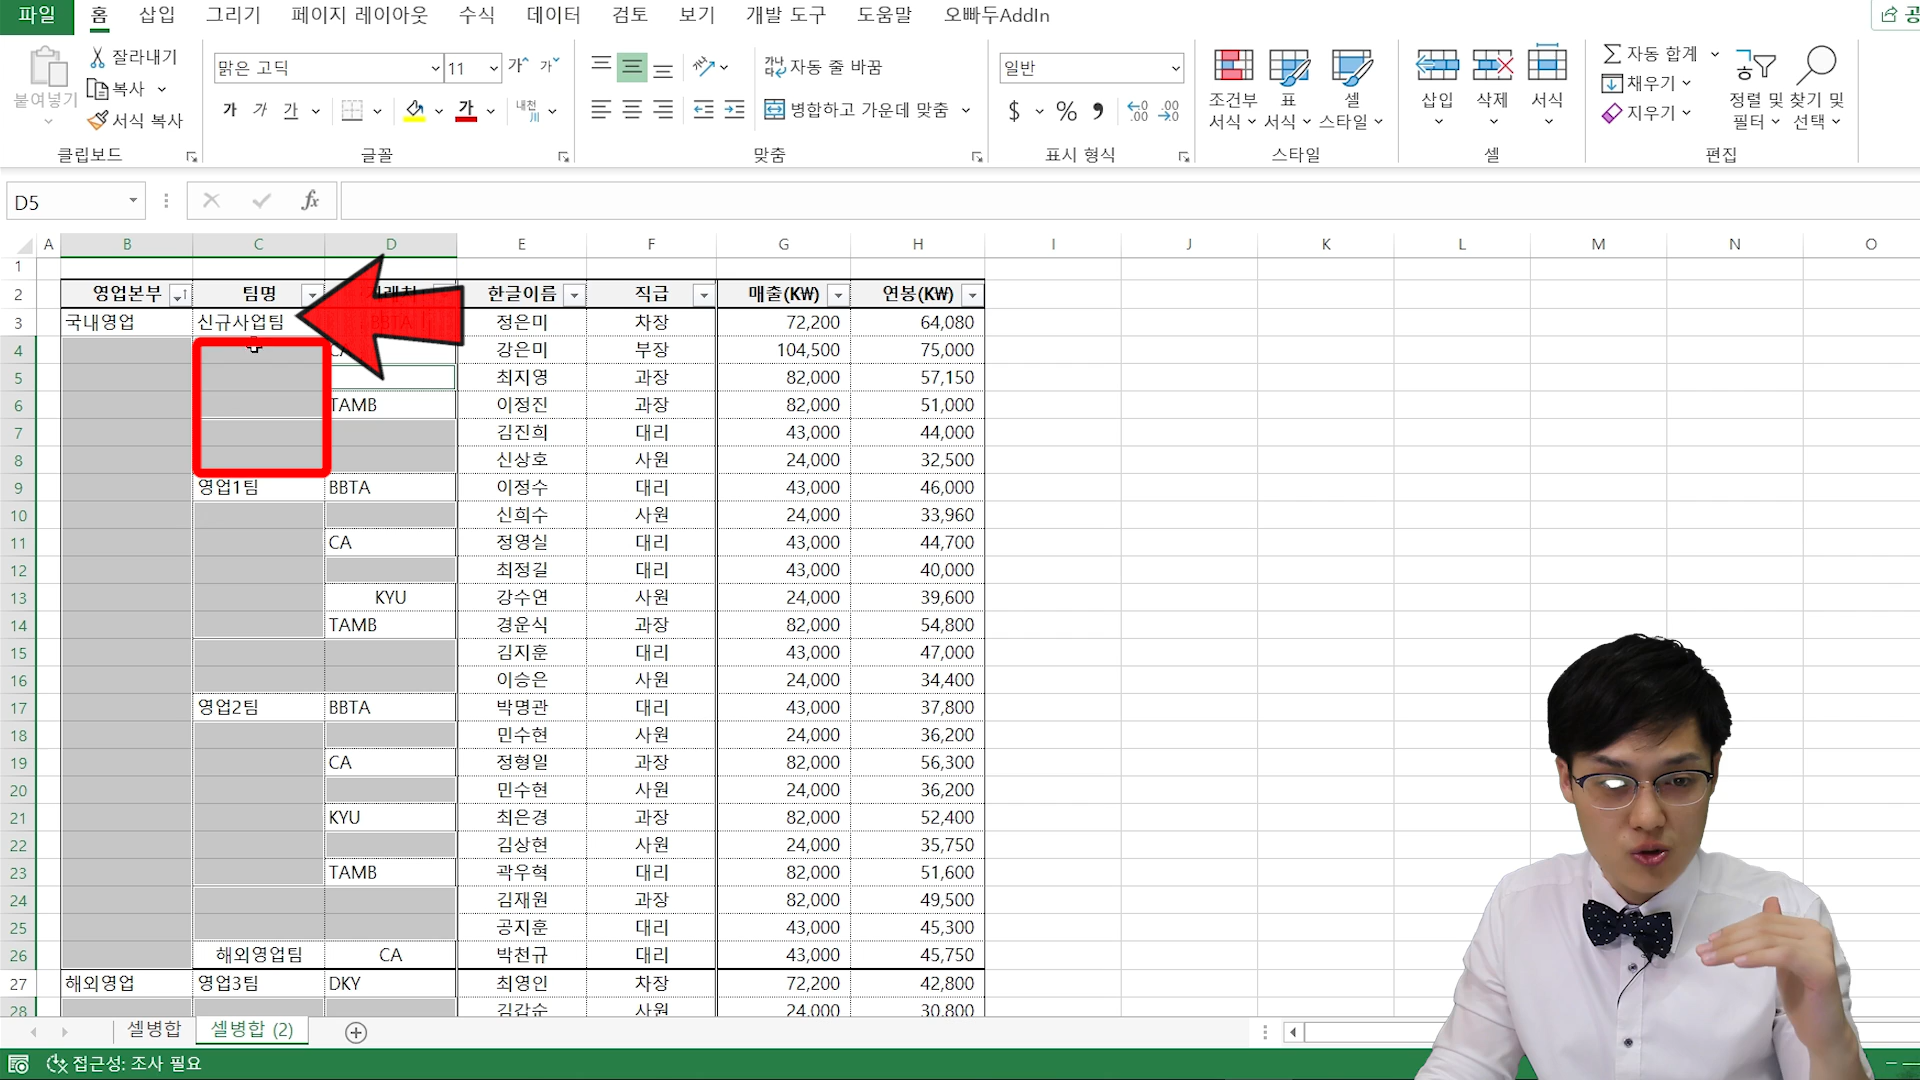 파일 홈 삽입 그리기 페이지 레이아웃 수식 데이터 검토 보기 개발 도구 도움말 오빠두AddIn 공
붙여넣기
잘라내기
복사
서식 복사
클립보드
맑은 고딕 11 가 가
가 가 간 가 내천
글꼴
가나다 자동 줄 바꿈
병합하고 가운데 맞춤
맞춤
일반
$ % , .00 .00
표시 형식
조건부 서식
표 서식
셀 스타일
스타일
삽입 삭제 서식
셀
자동 합계
채우기
지우기
정렬 및 필터
찾기 및 선택
편집
D5 fx
A B C D E F G H I J K L M N O
1
2 영업본부 팀명 한글이름 직급 매출(K₩) 연봉(K₩)
3 국내영업 신규사업팀 BBTA 정은미 차장 72,200 64,080
4 CA 강은미 부장 104,500 75,000
5 최지영 과장 82,000 57,150
6 TAMB 이정진 과장 82,000 51,000
7 김진희 대리 43,000 44,000
8 신상호 사원 24,000 32,500
9 영업1팀 BBTA 이정수 대리 43,000 46,000
10 신희수 사원 24,000 33,960
11 CA 정영실 대리 43,000 44,700
12 최정길 대리 43,000 40,000
13 KYU 강수연 사원 24,000 39,600
14 TAMB 경운식 과장 82,000 54,800
15 김지훈 대리 43,000 47,000
16 이승은 사원 24,000 34,400
17 영업2팀 BBTA 박명관 대리 43,000 37,800
18 민수현 사원 24,000 36,200
19 CA 정형일 과장 82,000 56,300
20 민수현 사원 24,000 36,200
21 KYU 최은경 과장 82,000 52,400
22 김상현 사원 24,000 35,750
23 TAMB 곽우혁 대리 82,000 51,600
24 김재원 과장 82,000 49,500
25 공지훈 대리 43,000 45,300
26 해외영업팀 CA 박천규 대리 43,000 45,750
27 해외영업 영업3팀 DKY 최영인 차장 72,200 42,800
28 김갑순 사원 24,000 30,800
셀병합 셀병합 (2)
접근성: 조사 필요